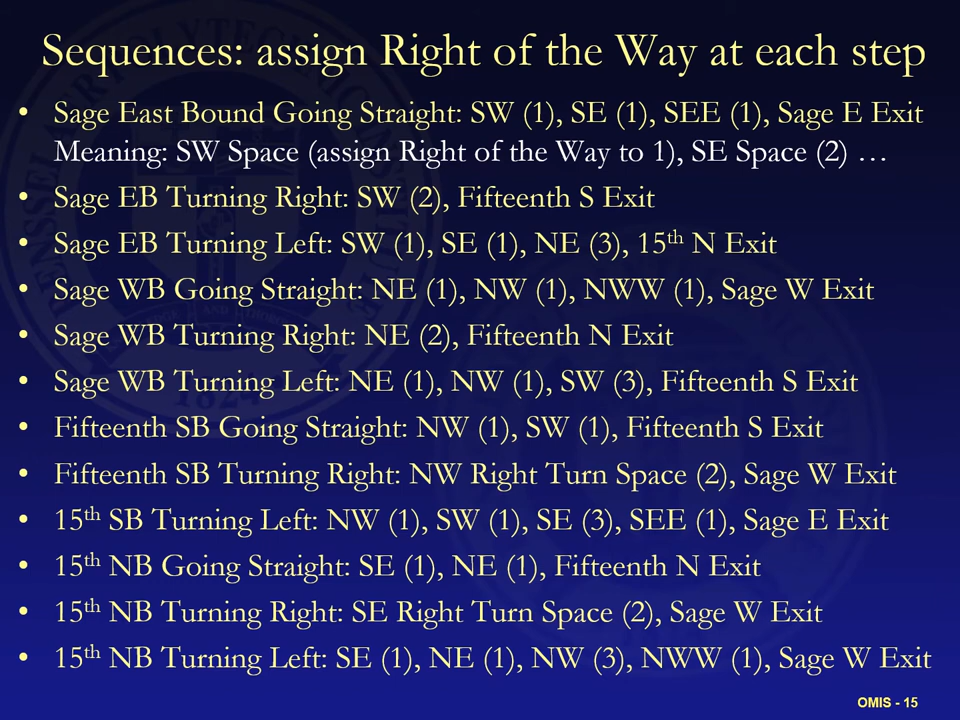 Sequences: assign Right of the Way at each step
• Sage East Bound Going Straight: SW (1), SE (1), SEE (1), Sage E Exit
Meaning: SW Space (assign Right of the Way to 1), SE Space (2) …
• Sage EB Turning Right: SW (2), Fifteenth S Exit
• Sage EB Turning Left: SW (1), SE (1), NE (3), 15th N Exit
• Sage WB Going Straight: NE (1), NW (1), NWW (1), Sage W Exit
• Sage WB Turning Right: NE (2), Fifteenth N Exit
• Sage WB Turning Left: NE (1), NW (1), SW (3), Fifteenth S Exit
• Fifteenth SB Going Straight: NW (1), SW (1), Fifteenth S Exit
• Fifteenth SB Turning Right: NW Right Turn Space (2), Sage W Exit
• 15th SB Turning Left: NW (1), SW (1), SE (3), SEE (1), Sage E Exit
• 15th NB Going Straight: SE (1), NE (1), Fifteenth N Exit
• 15th NB Turning Right: SE Right Turn Space (2), Sage W Exit
• 15th NB Turning Left: SE (1), NE (1), NW (3), NWW (1), Sage W Exit
OMIS - 15